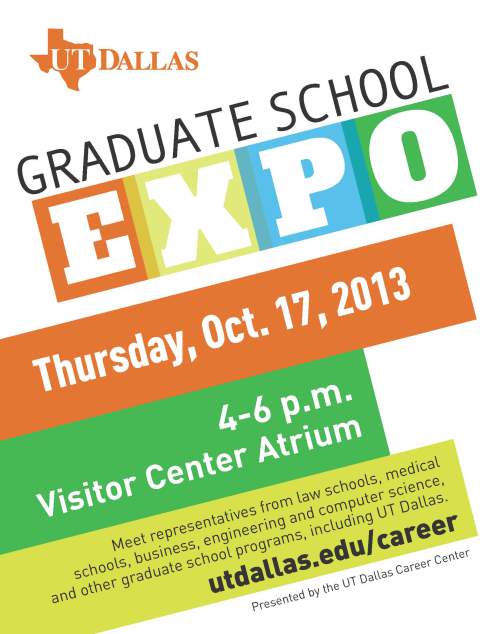 UT DALLAS
GRADUATE SCHOOL
EXPO
Thursday, Oct. 17, 2013
4-6 p.m.
Visitor Center Atrium
Meet representatives from law schools, medical
schools, business, engineering and computer science,
and other graduate school programs, including UT Dallas.
utdallas.edu/career
Presented by the UT Dallas Career Center